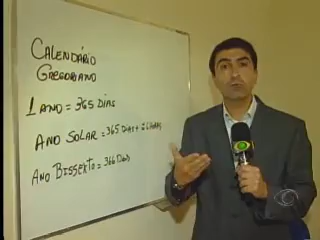 CALENDÁRIO
GREGORIANO
1 ANO = 365 DIAS
ANO SOLAR = 365 DIAS + 6 HORAS
ANO BISSEXTO = 366 DIAS